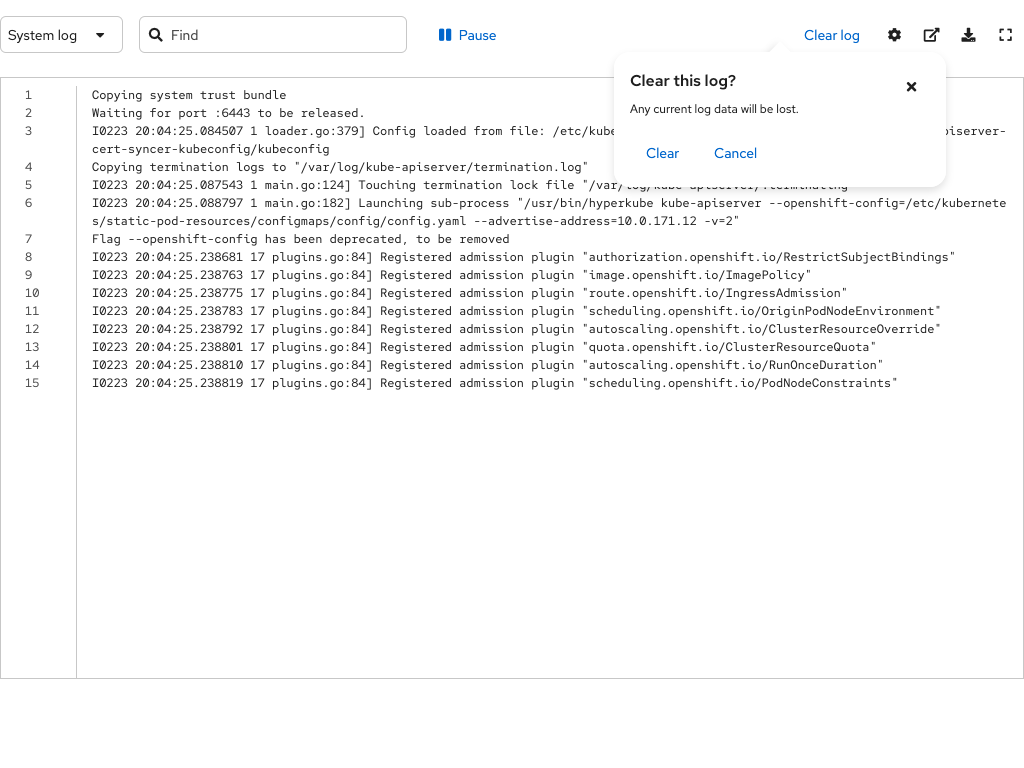 System log Find Pause Clear log
Clear this log?
Any current log data will be lost.
Clear Cancel
1 Copying system trust bundle
2 Waiting for port :6443 to be released.
3 I0223 20:04:25.084507 1 loader.go:379] Config loaded from file: 
cert-syncer-kubeconfig/kubeconfig
4 Copying termination logs to "/var/log/kube-apiserver/termination.log"
5 I0223 20:04:25.087543 1 main.go:124] Touching termination lock file
6 I0223 20:04:25.088797 1 main.go:182] Launching sub-process "/usr/bin/hyperkube kube-apiserver --openshift-config=/etc/kubernete
s/static-pod-resources/configmaps/config/config.yaml --advertise-address=10.0.171.12 -v=2"
7 Flag --openshift-config has been deprecated, to be removed
8 I0223 20:04:25.238681 17 plugins.go:84] Registered admission plugin "authorization.openshift.io/RestrictSubjectBindings"
9 I0223 20:04:25.238763 17 plugins.go:84] Registered admission plugin "image.openshift.io/ImagePolicy"
10 I0223 20:04:25.238775 17 plugins.go:84] Registered admission plugin "route.openshift.io/IngressAdmission"
11 I0223 20:04:25.238783 17 plugins.go:84] Registered admission plugin "scheduling.openshift.io/OriginPodNodeEnvironment"
12 I0223 20:04:25.238792 17 plugins.go:84] Registered admission plugin "autoscaling.openshift.io/ClusterResourceOverride"
13 I0223 20:04:25.238801 17 plugins.go:84] Registered admission plugin "quota.openshift.io/ClusterResourceQuota"
14 I0223 20:04:25.238810 17 plugins.go:84] Registered admission plugin "autoscaling.openshift.io/RunOnceDuration"
15 I0223 20:04:25.238819 17 plugins.go:84] Registered admission plugin "scheduling.openshift.io/PodNodeConstraints"